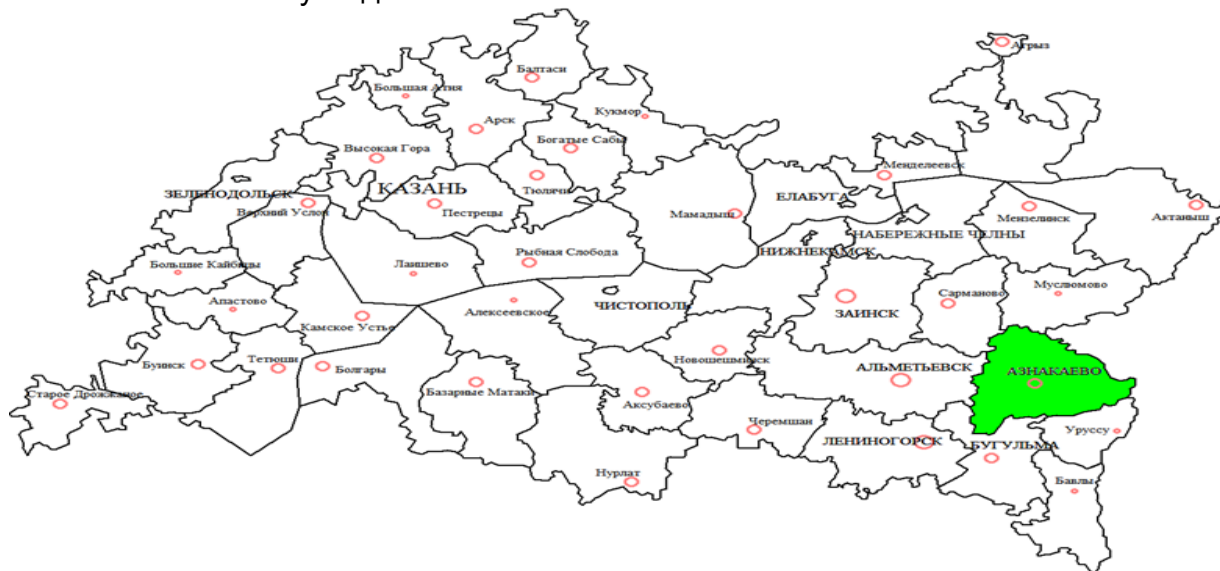 Агрыз
Балтаси
Большая Атня
Кукмор
Арск
Богатые Сабы
Высокая Гора
Менделеевск
ЗЕЛЕНОДОЛЬСК
КАЗАНЬ
Тюлячи
ЕЛАБУГА
Верхний Услон
Пестрецы
Мамадыш
Мензелинск
Актаныш
НАБЕРЕЖНЫЕ ЧЕЛНЫ
Рыбная Слобода
НИЖНЕКАМСК
Большие Кайбицы
Лаишево
Муслюмово
Апастово
Алексеевское
ЧИСТОПОЛЬ
Сарманово
Камское Устье
ЗАИНСК
Буинск
Тетюши
Болгары
Новошешминск
АЛЬМЕТЬЕВСК
АЗНАКАЕВО
Старое Дрожжаное
Базарные Матаки
Аксубаево
Черемшан
ЛЕНИНОГОРСК
БУГУЛЬМА
Уруссу
Нурлат
Бавлы